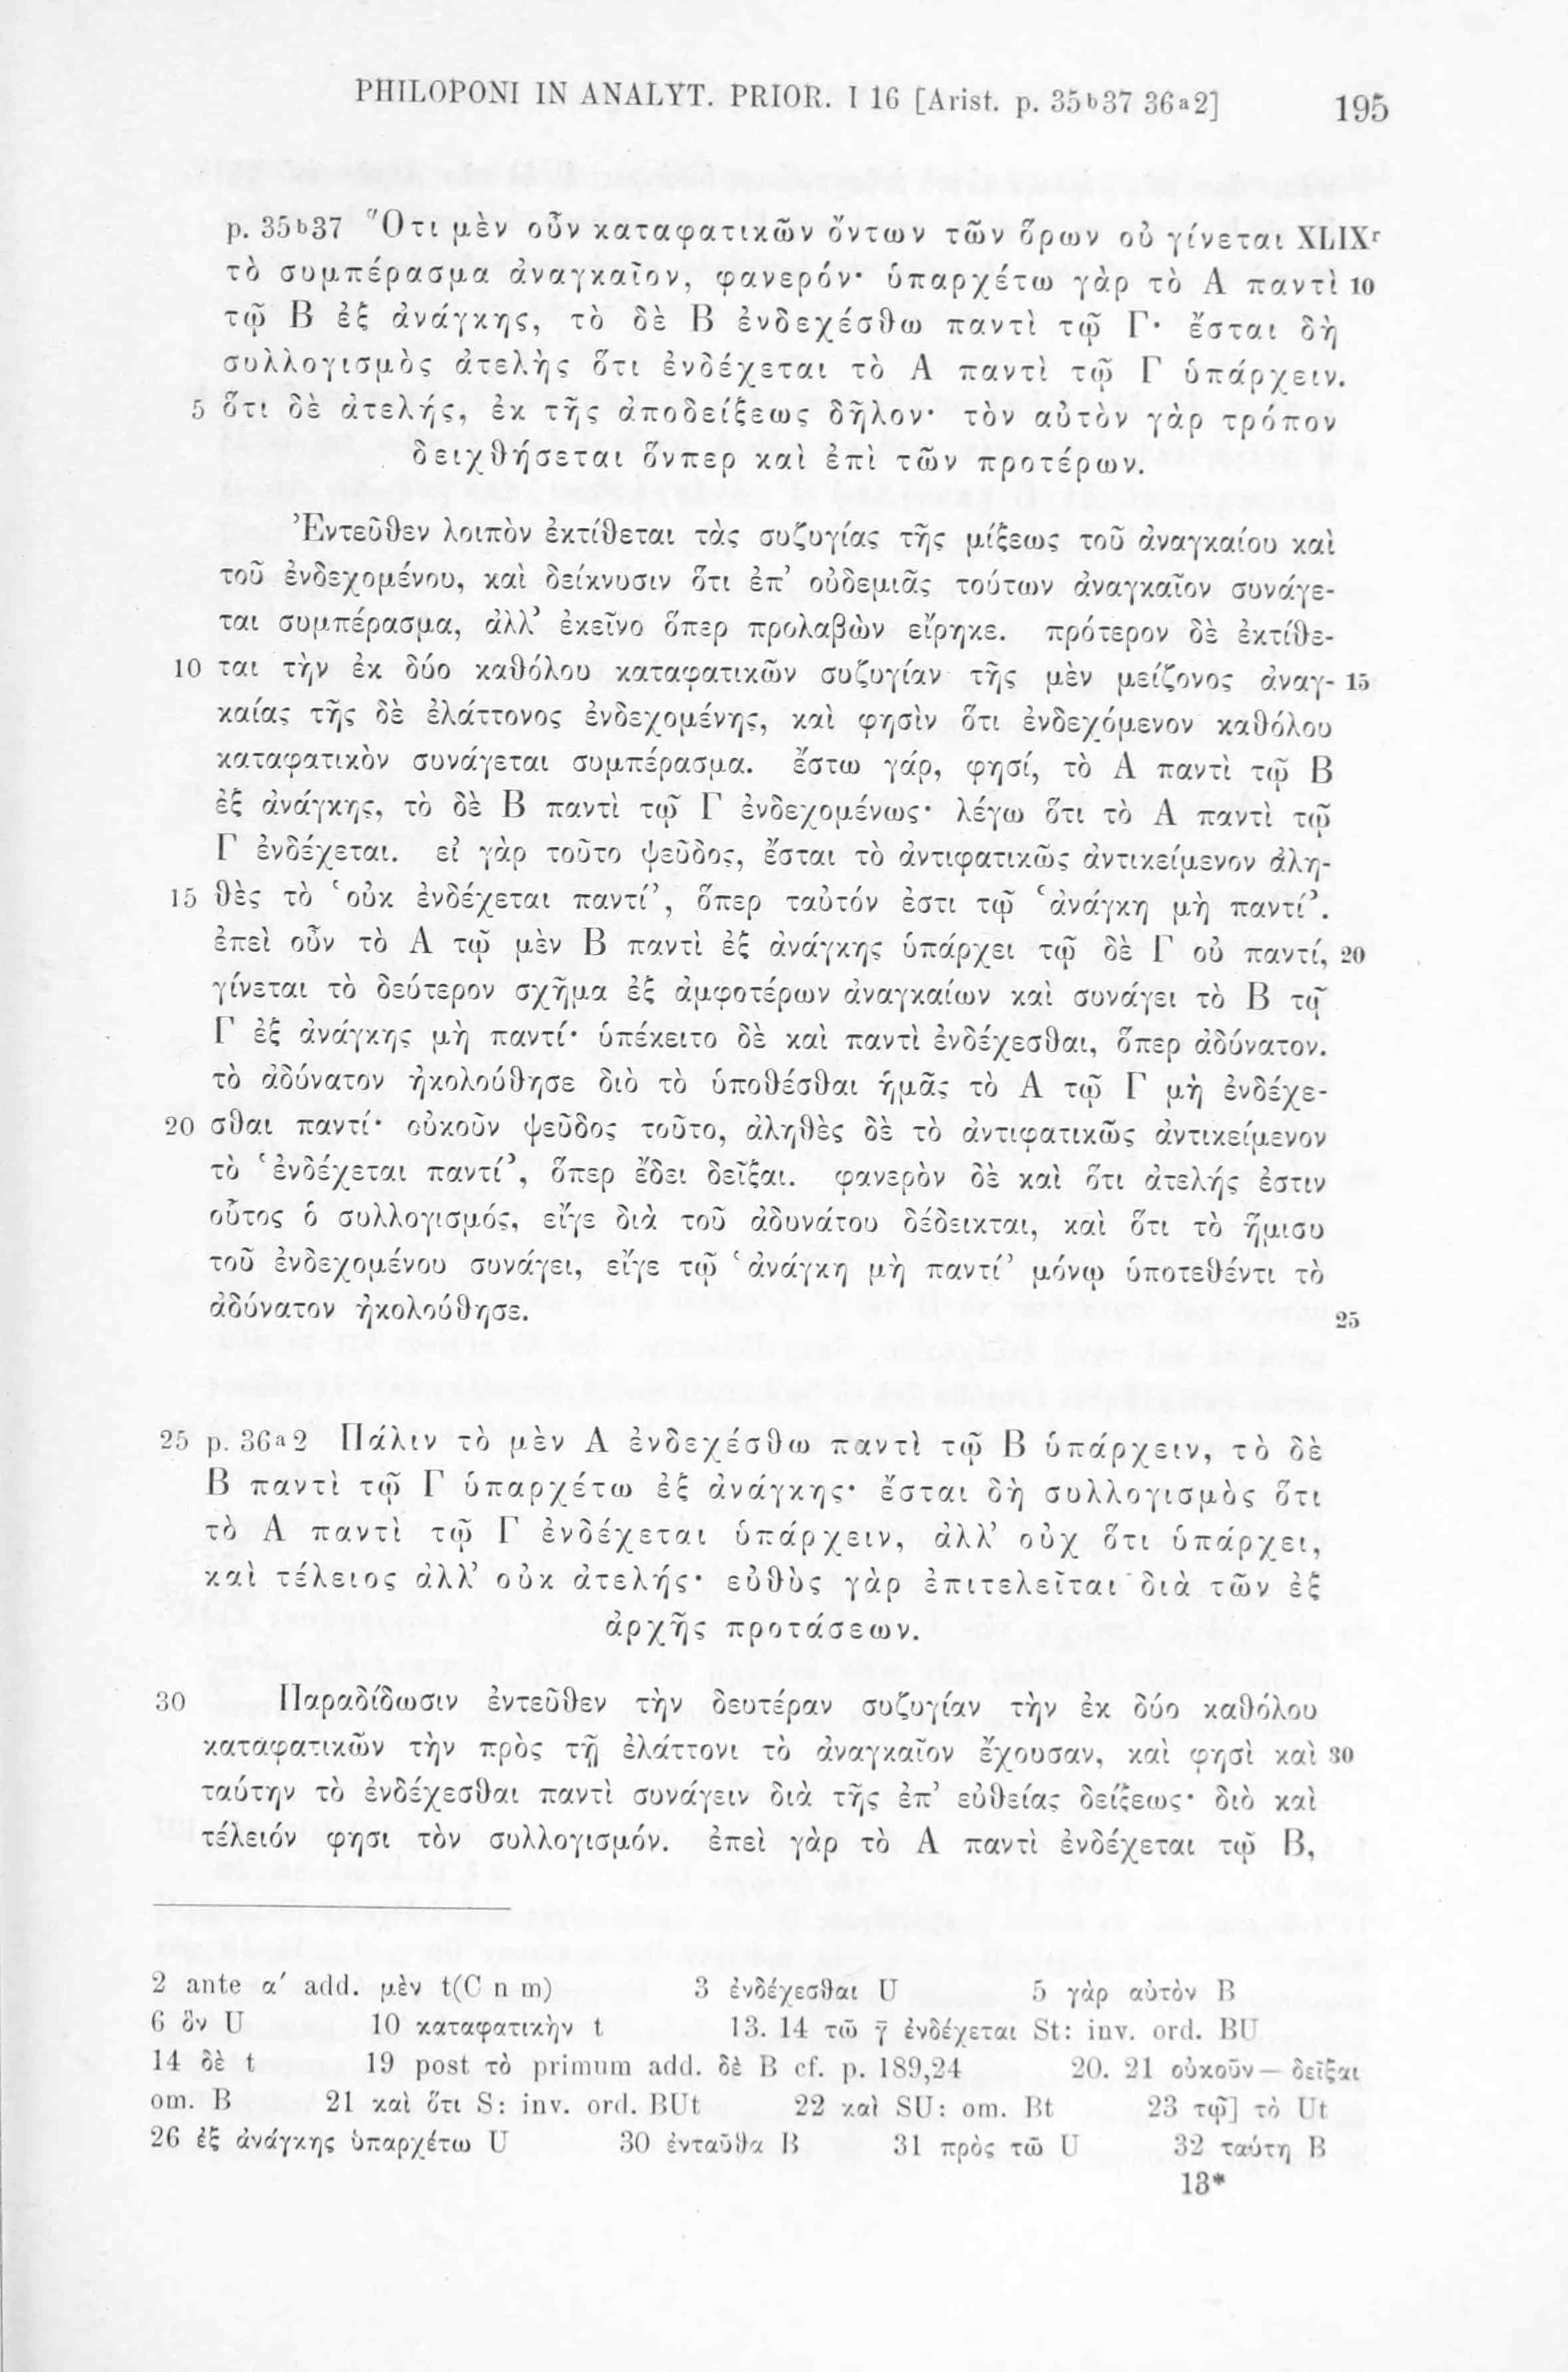 PHILOPONI IN ANALYT. PRIOR. I 16 [Arist. p. 35b37 36a2] 195
p. 35b37 Ὅτι μὲν οὖν καταφατικῶν ὄντων τῶν ὅρων οὐ γίνεται XLIXr
τὸ συμπέρασμα ἀναγκαῖον, φανερόν· ὑπαρχέτω γὰρ τὸ Α παντὶ 10
τῷ Β ἐξ ἀνάγκης, τὸ δὲ Β ἐνδεχέσθω παντὶ τῷ Γ· ἔσται δὴ
συλλογισμὸς ἀτελὴς ὅτι ἐνδέχεται τὸ Α παντὶ τῷ Γ ὑπάρχειν.
5 ὅτι δὲ ἀτελής, ἐκ τῆς ἀποδείξεως δῆλον· τὸν αὐτὸν γὰρ τρόπον
δειχθήσεται ὅνπερ καὶ ἐπὶ τῶν προτέρων.
Ἐντεῦθεν λοιπὸν ἐκτίθεται τὰς συζυγίας τῆς μίξεως τοῦ ἀναγκαίου καὶ
τοῦ ἐνδεχομένου, καὶ δείκνυσιν ὅτι ἐπ’ οὐδεμιᾶς τούτων ἀναγκαῖον συνάγε-
ται συμπέρασμα, ἀλλ’ ἐκεῖνο ὅπερ προλαβὼν εἴρηκε. πρότερον δὲ ἐκτίθε-
10 ται τὴν ἐκ δύο καθόλου καταφατικῶν συζυγίαν τῆς μὲν μείζονος ἀναγ- 15
καίας τῆς δὲ ἐλάττονος ἐνδεχομένης, καὶ φησὶν ὅτι ἐνδεχόμενον καθόλου
καταφατικὸν συνάγεται συμπέρασμα. ἔστω γάρ, φησί, τὸ Α παντὶ τῷ Β
ἐξ ἀνάγκης, τὸ δὲ Β παντὶ τῷ Γ ἐνδεχομένως· λέγω ὅτι τὸ Α παντὶ τῷ
Γ ἐνδέχεται. εἰ γὰρ τοῦτο ψεῦδος, ἔσται τὸ ἀντιφατικῶς ἀντικείμενον ἀλη-
15 θὲς τὸ ‘οὐκ ἐνδέχεται παντί’, ὅπερ ταὐτόν ἐστι τῷ ‘ἀνάγκη μὴ παντί’.
ἐπεὶ οὖν τὸ Α τῷ μὲν Β παντὶ ἐξ ἀνάγκης ὑπάρχει τῷ δὲ Γ οὐ παντί, 20
γίνεται τὸ δεύτερον σχῆμα ἐξ ἀμφοτέρων ἀναγκαίων καὶ συνάγει τὸ Β τῷ
Γ ἐξ ἀνάγκης μὴ παντί· ὑπέκειτο δὲ καὶ παντὶ ἐνδέχεσθαι, ὅπερ ἀδύνατον.
τὸ ἀδύνατον ἠκολούθησε διὸ τὸ ὑποθέσθαι ἡμᾶς τὸ Α τῷ Γ μὴ ἐνδέχε-
20 σθαι παντί· οὐκοῦν ψεῦδος τοῦτο, ἀληθὲς δὲ τὸ ἀντιφατικῶς ἀντικείμενον
τὸ ‘ἐνδέχεται παντί’, ὅπερ ἔδει δεῖξαι. φανερὸν δὲ καὶ ὅτι ἀτελής ἐστιν
οὗτος ὁ συλλογισμός, εἴγε διὰ τοῦ ἀδυνάτου δέδεικται, καὶ ὅτι τὸ ἥμισυ
τοῦ ἐνδεχομένου συνάγει, εἴγε τῷ ‘ἀνάγκη μὴ παντί’ μόνῳ ὑποτεθέντι τὸ
ἀδύνατον ἠκολούθησε. 25
25 p. 36a2 Πάλιν τὸ μὲν Α ἐνδεχέσθω παντὶ τῷ Β ὑπάρχειν, τὸ δὲ
Β παντὶ τῷ Γ ὑπαρχέτω ἐξ ἀνάγκης· ἔσται δὴ συλλογισμὸς ὅτι
τὸ Α παντὶ τῷ Γ ἐνδέχεται ὑπάρχειν, ἀλλ’ οὐχ ὅτι ὑπάρχει,
καὶ τέλειος ἀλλ’ οὐκ ἀτελής· εὐθὺς γὰρ ἐπιτελεῖται διὰ τῶν ἐξ
ἀρχῆς προτάσεων.
30 Παραδίδωσιν ἐντεῦθεν τὴν δευτέραν συζυγίαν τὴν ἐκ δύο καθόλου
καταφατικῶν τὴν πρὸς τῇ ἐλάττονι τὸ ἀναγκαῖον ἔχουσαν, καὶ φησὶ καὶ 30
ταύτην τὸ ἐνδέχεσθαι παντὶ συνάγειν διὰ τῆς ἐπ’ εὐθείας δείξεως· διὸ καὶ
τέλειόν φησι τὸν συλλογισμόν. ἐπεὶ γὰρ τὸ Α παντὶ ἐνδέχεται τῷ Β,
2 ante α′ add. μὲν t(C n m) 3 ἐνδέχεσθαι U 5 γὰρ αὐτὸν B
6 ὃν U 10 καταφατικὴν t 13. 14 τῶ γ̄ ἐνδέχεται St: inv. ord. BU
14 δὲ t 19 post τὸ primum add. δὲ B cf. p. 189,24 20. 21 οὐκοῦν — δεῖξαι
om. B 21 καὶ ὅτι S: inv. ord. BUt 22 καὶ SU: om. Bt 23 τῷ] τὸ Ut
26 ἐξ ἀνάγκης ὑπαρχέτω U 30 ἐνταῦθα B 31 πρὸς τῶ U 32 ταύτη B
13*